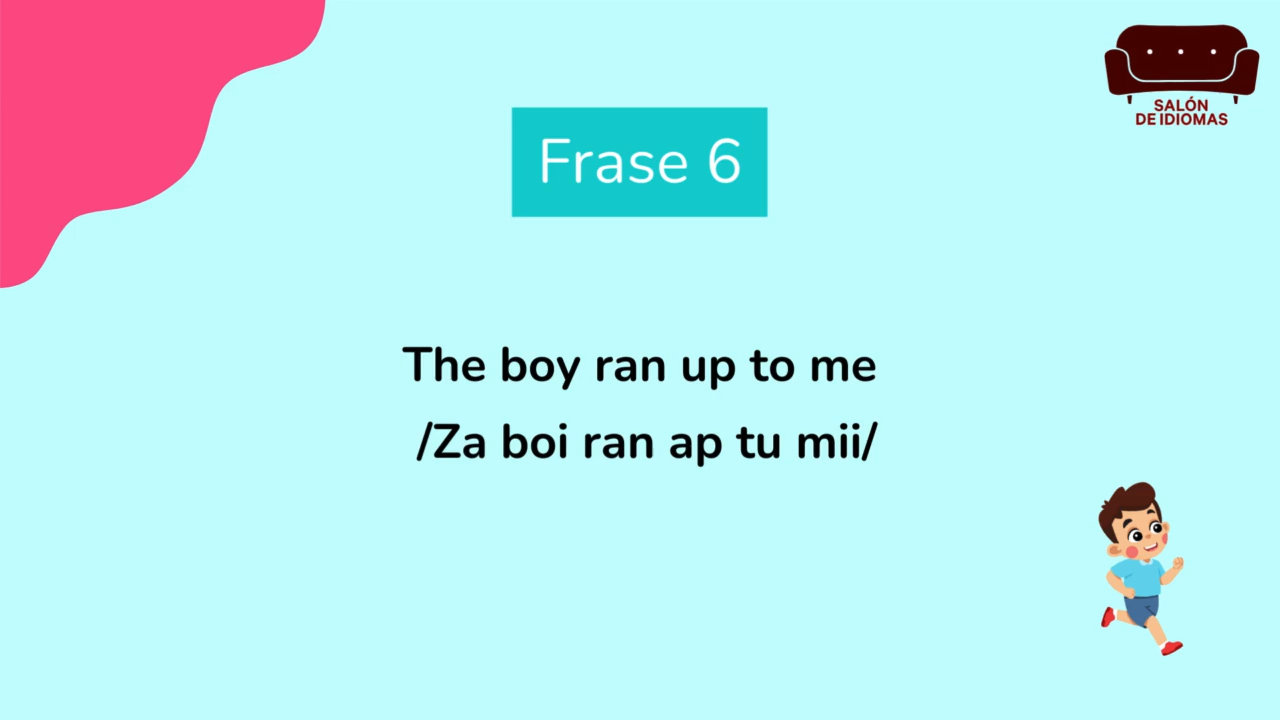 SALÓN
DE IDIOMAS
Frase 6
The boy ran up to me
/Za boi ran ap tu mii/